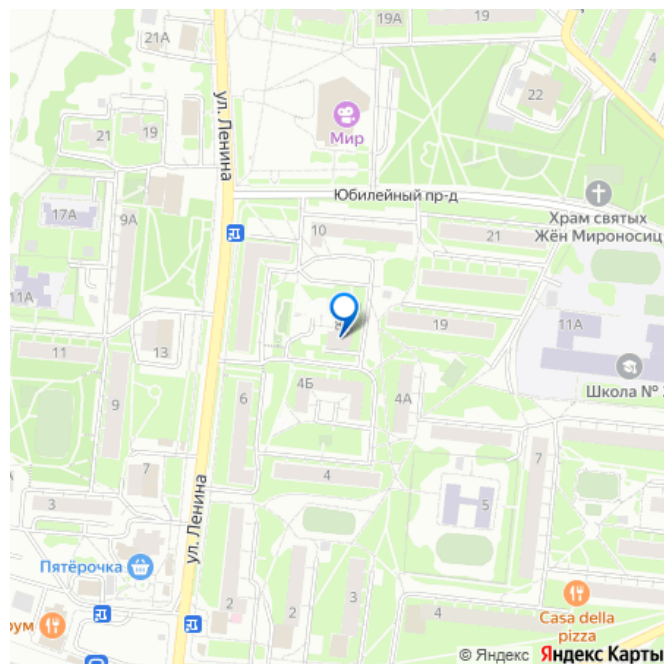 19А
19
21А
4
22
Мир
ул. Ленина
21
19
Юбилейный пр-д
Храм святых
Жён Мироносиц
17А
9А
10
21
11А
19
11А
11
13
4Б
Школа №
9
6
4А
7
4
7
3
5
ул. Ленина
Пятёрочка
2
2
3
4
Casa della
pizza
рум
© Яндекс Яндекс Карты